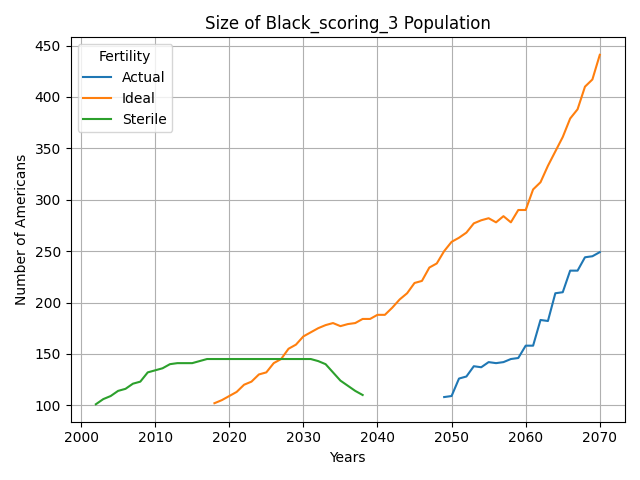 Size of Black_scoring_3 Population
Fertility
Actual
Ideal
Sterile
Number of Americans
450
400
350
300
250
200
150
100
2000 2010 2020 2030 2040 2050 2060 2070
Years